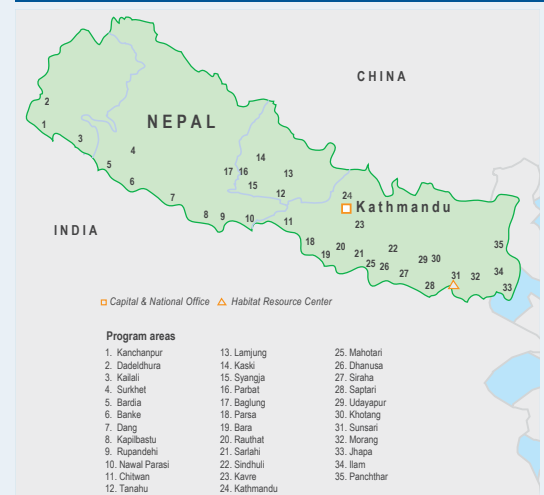 CHINA
NEPAL
2
1
3
4
5
6
7
8
9
10
17
16
14
15
13
12
11
24
Kathmandu
23
18
19
20
21
22
25
26
27
29
30
28
31
32
35
34
33
INDIA
Capital & National Office Habitat Resource Center
Program areas
1. Kanchanpur
2. Dadeldhura
3. Kailali
4. Surkhet
5. Bardia
6. Banke
7. Dang
8. Kapilbastu
9. Rupandehi
10. Nawal Parasi
11. Chitwan
12. Tanahu
13. Lamjung
14. Kaski
15. Syangja
16. Parbat
17. Baglung
18. Parsa
19. Bara
20. Rauthat
21. Sarlahi
22. Sindhuli
23. Kavre
24. Kathmandu
25. Mahotari
26. Dhanusa
27. Siraha
28. Saptari
29. Udayapur
30. Khotang
31. Sunsari
32. Morang
33. Jhapa
34. Ilam
35. Panchthar